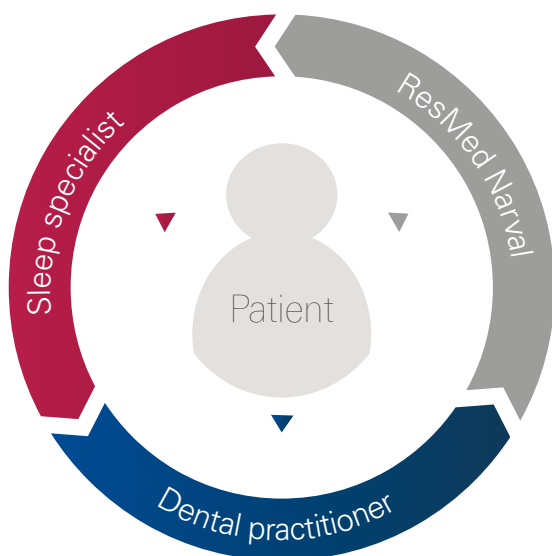 Sleep specialist
ResMed Narval
Patient
Dental practitioner